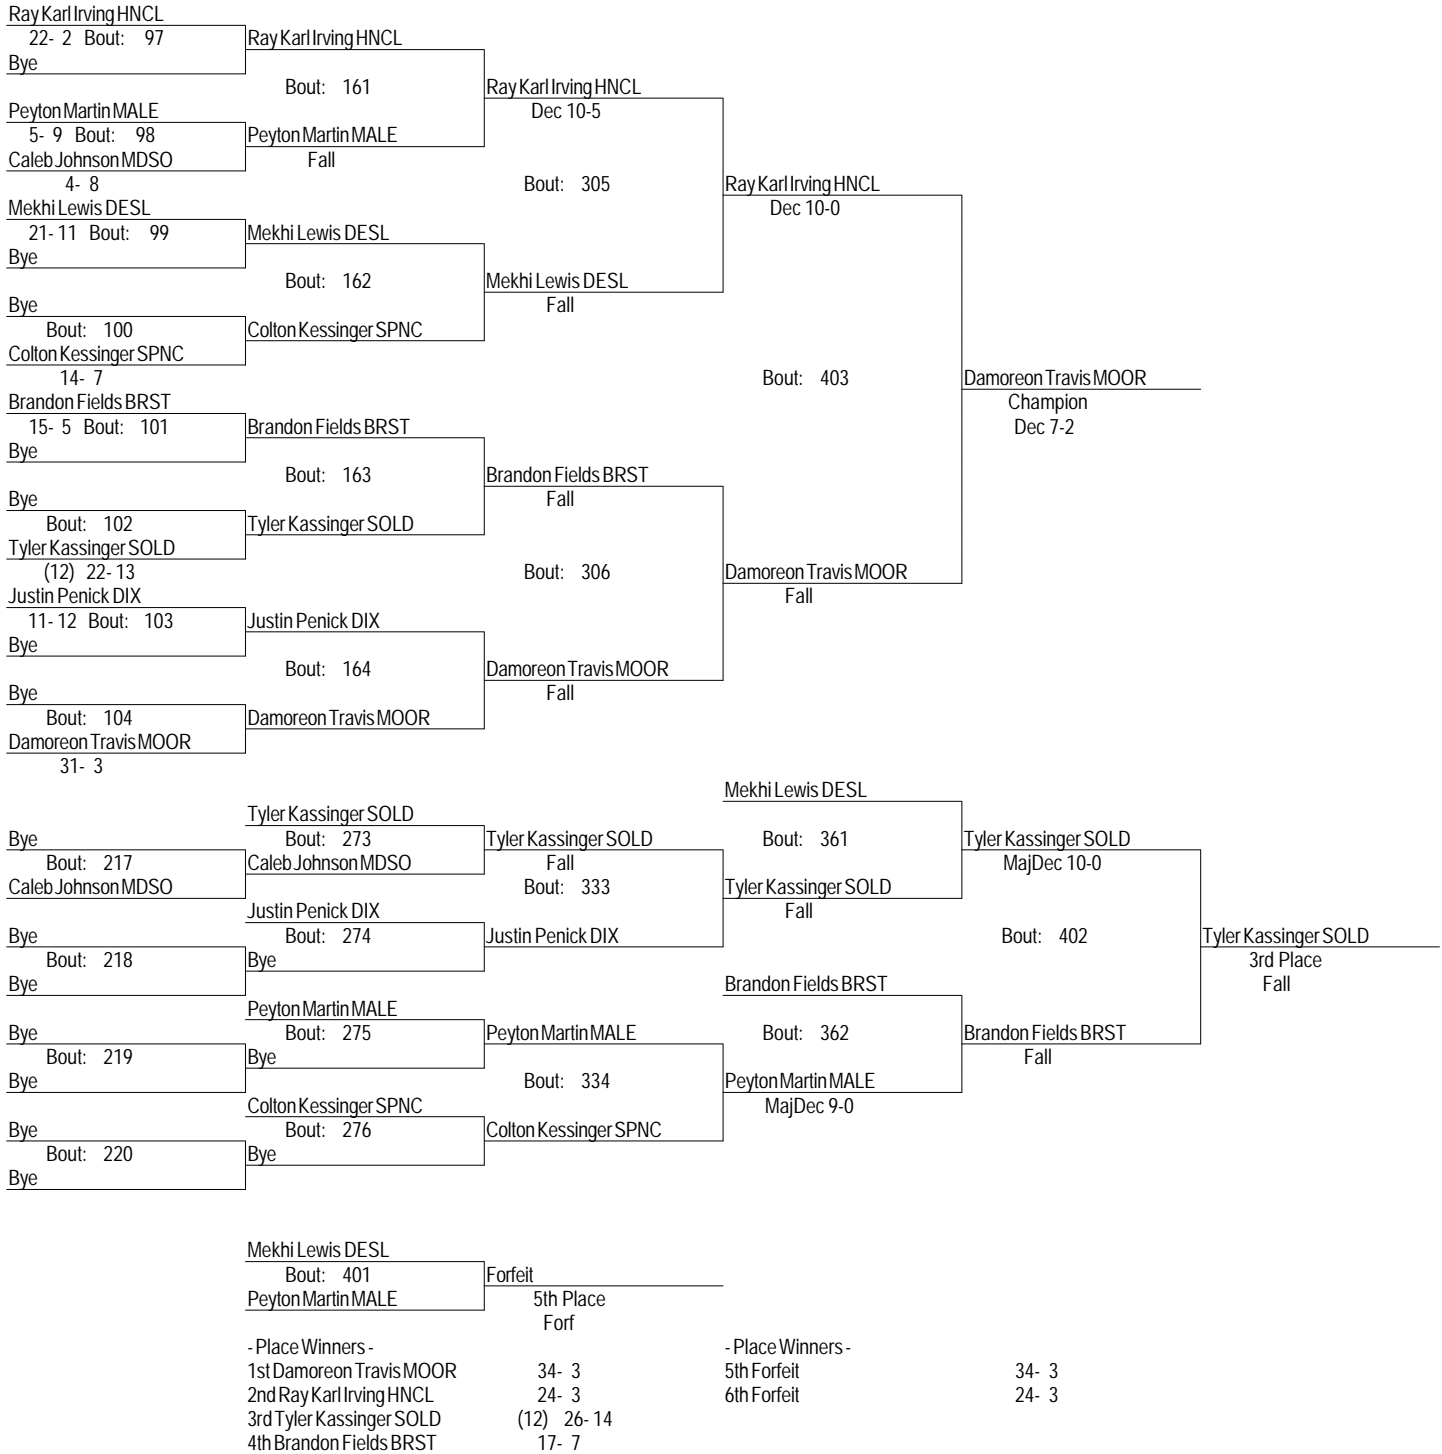 Ray Karl Irving HNCL
22- 2 Bout: 97 Ray Karl Irving HNCL
Bye
Bout: 161 Ray Karl Irving HNCL
Peyton Martin MALE Dec 10-5
5- 9 Bout: 98 Peyton Martin MALE
Caleb Johnson MDSO Fall
4- 8 Bout: 305 Ray Karl Irving HNCL
Mekhi Lewis DESL Dec 10-0
21- 11 Bout: 99 Mekhi Lewis DESL
Bye
Bout: 162 Mekhi Lewis DESL
Bye Fall
Bout: 100 Colton Kessinger SPNC
Colton Kessinger SPNC
14- 7 Bout: 403 Damoreon Travis MOOR
Brandon Fields BRST Champion
15- 5 Bout: 101 Brandon Fields BRST Dec 7-2
Bye
Bout: 163 Brandon Fields BRST
Bye Fall
Bout: 102 Tyler Kassinger SOLD
Tyler Kassinger SOLD
(12) 22- 13 Bout: 306 Damoreon Travis MOOR
Justin Penick DIX Fall
11- 12 Bout: 103 Justin Penick DIX
Bye
Bout: 164 Damoreon Travis MOOR
Bye Fall
Bout: 104 Damoreon Travis MOOR
Damoreon Travis MOOR
31- 3
Mekhi Lewis DESL
Tyler Kassinger SOLD
Bye Bout: 273 Tyler Kassinger SOLD Bout: 361 Tyler Kassinger SOLD
Bout: 217 Caleb Johnson MDSO Fall MajDec 10-0
Caleb Johnson MDSO Bout: 333 Tyler Kassinger SOLD
Justin Penick DIX Fall
Bye Bout: 274 Justin Penick DIX Bout: 402 Tyler Kassinger SOLD
Bout: 218 Bye 3rd Place
Bye Brandon Fields BRST Fall
Peyton Martin MALE
Bye Bout: 275 Peyton Martin MALE Bout: 362 Brandon Fields BRST
Bout: 219 Bye Fall
Bye Bout: 334 Peyton Martin MALE
Colton Kessinger SPNC MajDec 9-0
Bye Bout: 276 Colton Kessinger SPNC
Bout: 220 Bye
Bye
Mekhi Lewis DESL
Bout: 401 Forfeit
Peyton Martin MALE 5th Place
Forf
- Place Winners - - Place Winners -
1st Damoreon Travis MOOR 34- 3 5th Forfeit 34- 3
2nd Ray Karl Irving HNCL 24- 3 6th Forfeit 24- 3
3rd Tyler Kassinger SOLD (12) 26- 14
4th Brandon Fields BRST 17- 7